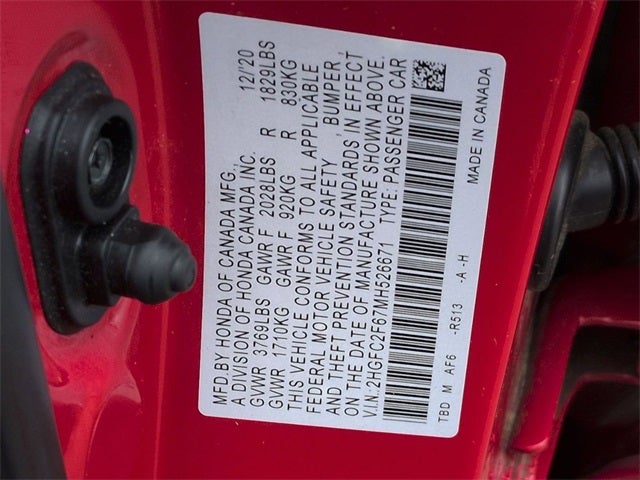 MFD BY HONDA OF CANADA MFG., 12/20
A DIVISION OF HONDA CANADA INC.
GVWR 3769LBS GAWR F 2028LBS R 1829LBS
GVWR 1710KG GAWR F 920KG R 830KG
THIS VEHICLE CONFORMS TO ALL APPLICABLE
FEDERAL MOTOR VEHICLE SAFETY , BUMPER ,
AND THEFT PREVENTION STANDARDS IN EFFECT
ON THE DATE OF MANUFACTURE SHOWN ABOVE.
V.I.N.:2HGFC2F67MH526671 TYPE: PASSENGER CAR
TBD M AF6 -R513 -A -H
MADE IN CANADA